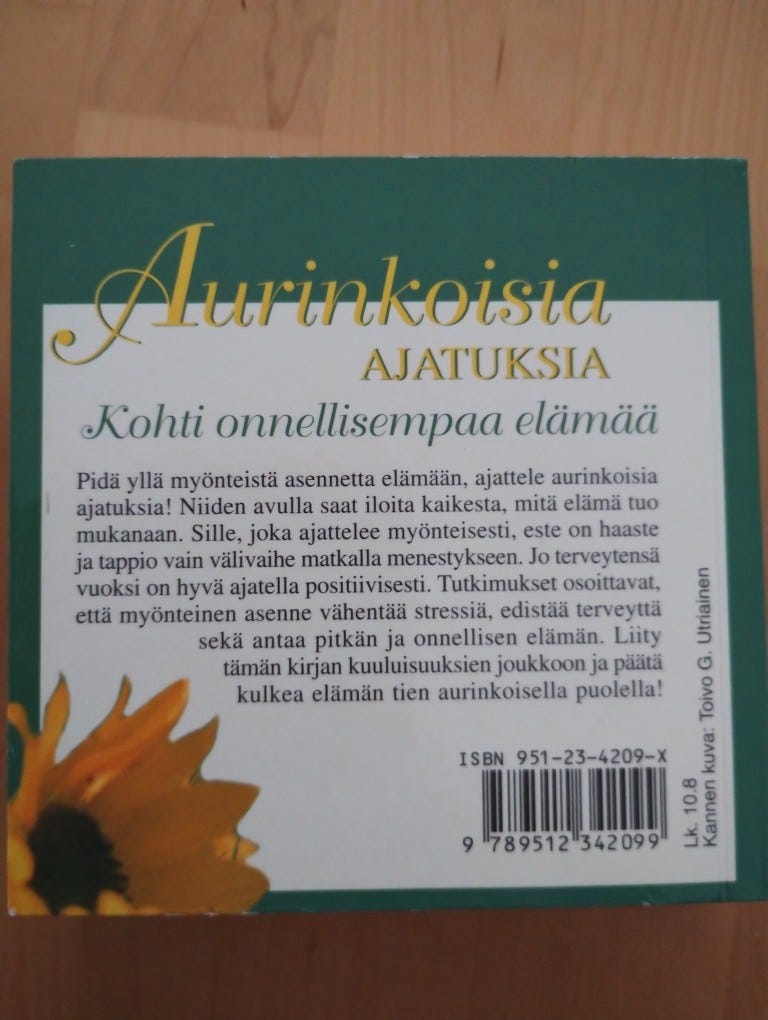 Aurinkoisia
AJATUKSIA
Kohti onnellisempaa elämää
Pidä yllä myönteistä asennetta elämään, ajattele aurinkoisia
ajatuksia! Niiden avulla saat iloita kaikesta, mitä elämä tuo
mukanaan. Sille, joka ajattelee myönteisesti, este on haaste
ja tappio vain välivaihe matkalla menestykseen. Jo terveytensä
vuoksi on hyvä ajatella positiivisesti. Tutkimukset osoittavat,
että myönteinen asenne vähentää stressiä, edistää terveyttä
sekä antaa pitkän ja onnellisen elämän. Liity
tämän kirjan kuuluisuuksien joukkoon ja päätä
kulkea elämän tien aurinkoisella puolella!
ISBN 951-23-4209-X
9 789512 342099
Lk. 10.8
Kannen kuva: Toivo G. Utriainen